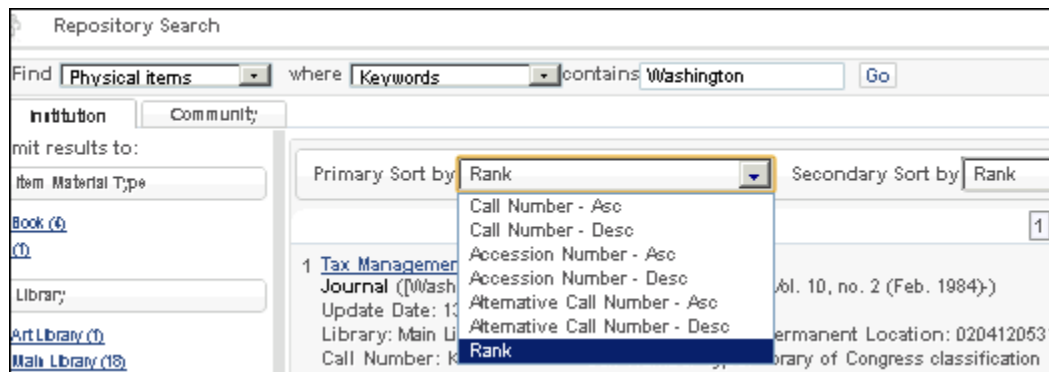 Repository Search
Find Physical items where Keywords contains Washington Go
Institution Community
mit results to:
Item Material Type
Book (4)
(1)
Library
Art Library (1)
Main Library (18)
Primary Sort by Rank Secondary Sort by Rank
Call Number - Asc
Call Number - Desc
Accession Number - Asc
Accession Number - Desc
Alternative Call Number - Asc
Alternative Call Number - Desc
Rank
1
1 Tax Managemen
Journal ([Wash Vol. 10, no. 2 (Feb. 1984)-)
Update Date: 13
Library: Main Li ermanent Location: 020412053
Call Number: K brary of Congress classification